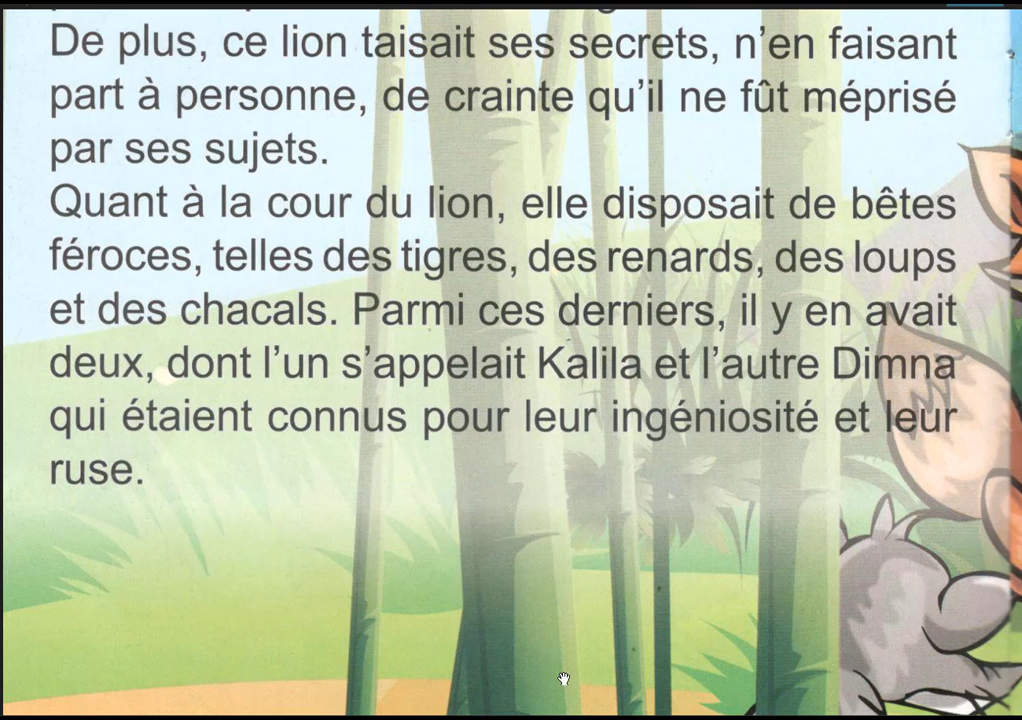 De plus, ce lion taisait ses secrets, n’en faisant
part à personne, de crainte qu’il ne fût méprisé
par ses sujets.
Quant à la cour du lion, elle disposait de bêtes
féroces, telles des tigres, des renards, des loups
et des chacals. Parmi ces derniers, il y en avait
deux, dont l’un s’appelait Kalila et l’autre Dimna
qui étaient connus pour leur ingéniosité et leur
ruse.